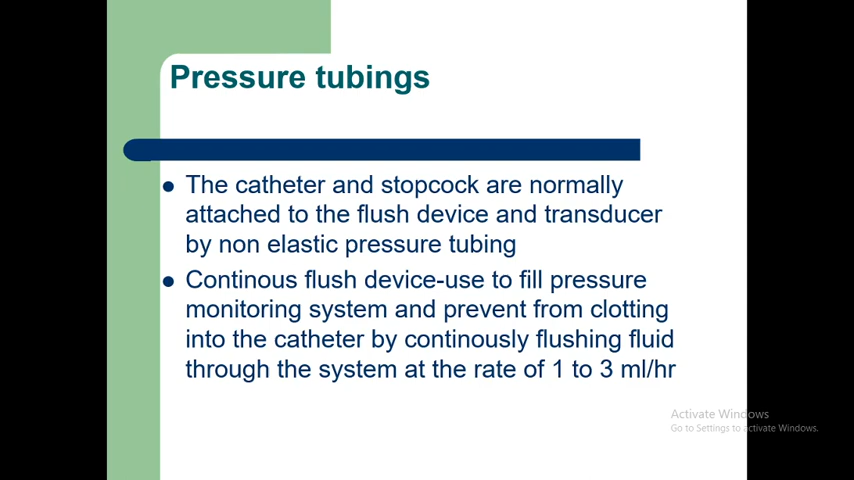 Pressure tubings
The catheter and stopcock are normally
attached to the flush device and transducer
by non elastic pressure tubing
Continous flush device-use to fill pressure
monitoring system and prevent from clotting
into the catheter by continously flushing fluid
through the system at the rate of 1 to 3 ml/hr
Activate Windows
Go to Settings to activate Windows.